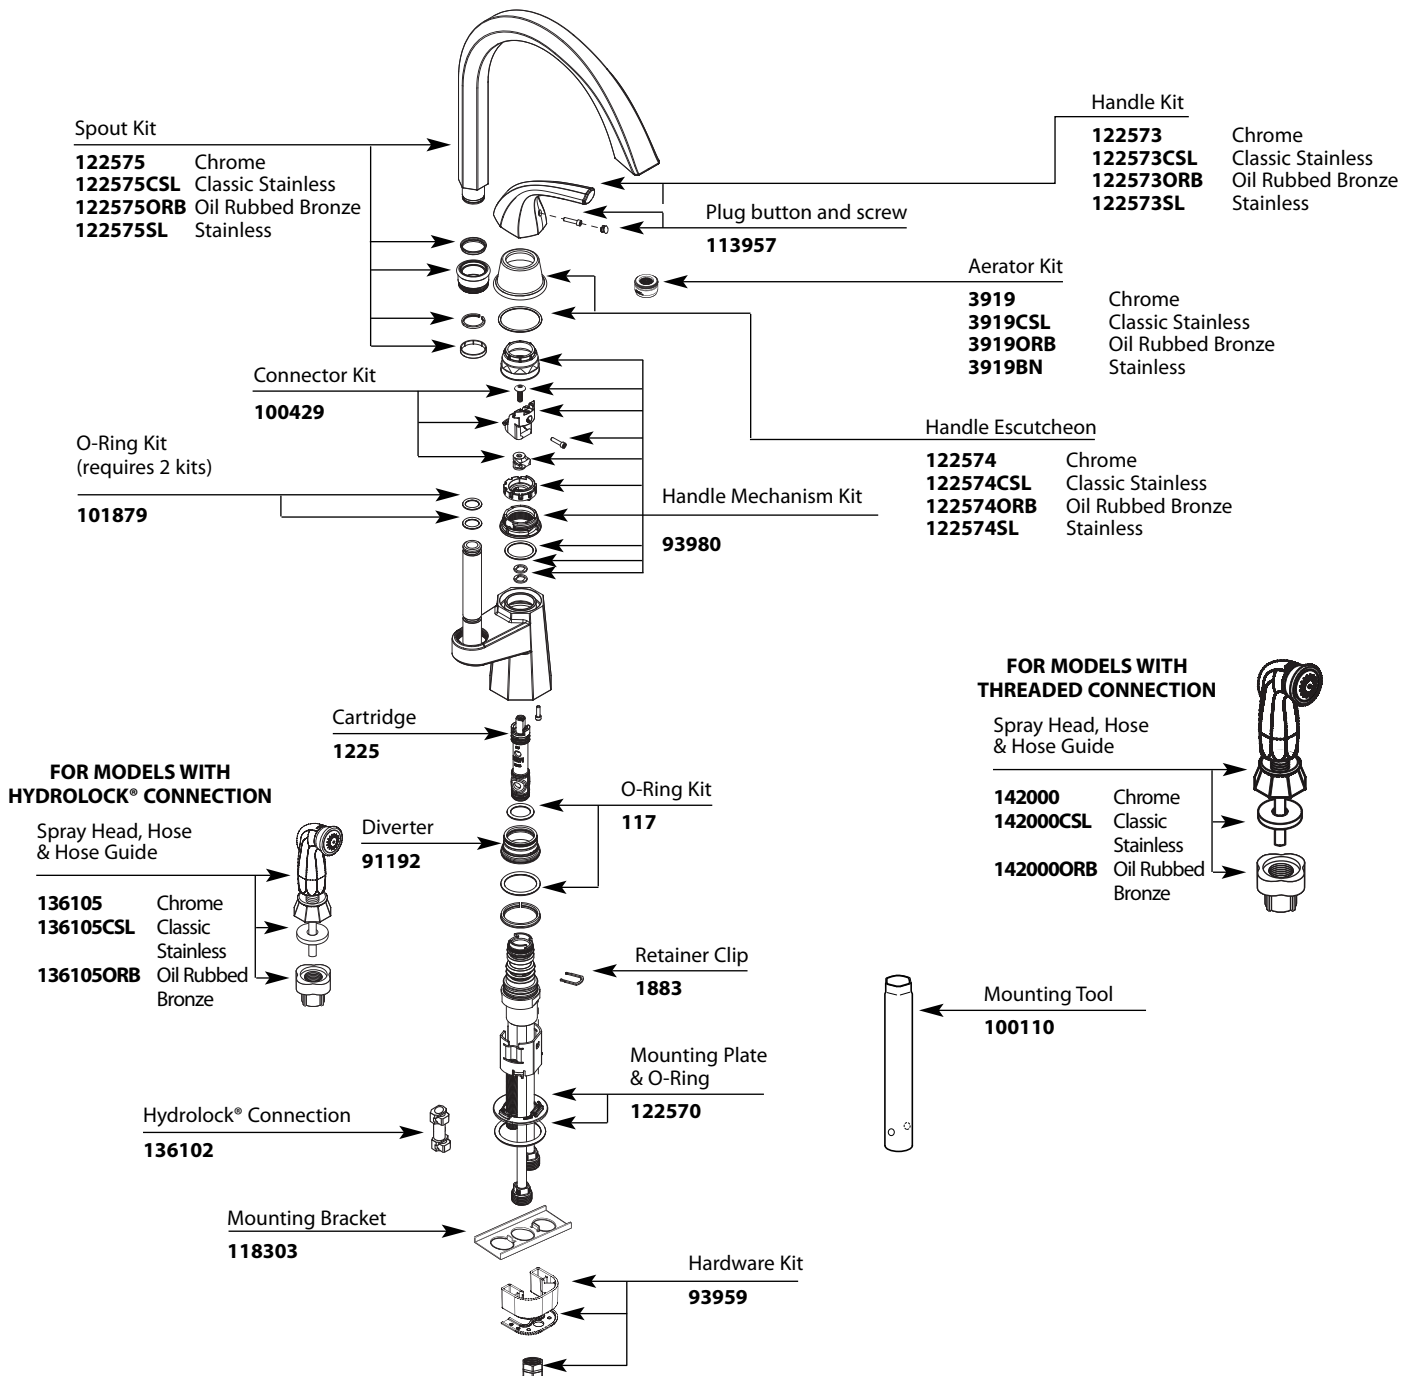 Spout Kit
122575 Chrome
122575CSL Classic Stainless
122575ORB Oil Rubbed Bronze
122575SL Stainless
Handle Kit
122573 Chrome
122573CSL Classic Stainless
122573ORB Oil Rubbed Bronze
122573SL Stainless
Plug button and screw
113957
Aerator Kit
3919 Chrome
3919CSL Classic Stainless
3919ORB Oil Rubbed Bronze
3919BN Stainless
Connector Kit
100429
O-Ring Kit
(requires 2 kits)
101879
Handle Escutcheon
122574 Chrome
122574CSL Classic Stainless
122574ORB Oil Rubbed Bronze
122574SL Stainless
Handle Mechanism Kit
93980
Cartridge
1225
FOR MODELS WITH
HYDROLOCK® CONNECTION
Spray Head, Hose
& Hose Guide
136105 Chrome
136105CSL Classic
Stainless
136105ORB Oil Rubbed
Bronze
Diverter
91192
O-Ring Kit
117
FOR MODELS WITH
THREADED CONNECTION
Spray Head, Hose
& Hose Guide
142000 Chrome
142000CSL Classic
Stainless
142000ORB Oil Rubbed
Bronze
Retainer Clip
1883
Mounting Tool
100110
Mounting Plate
& O-Ring
122570
Hydrolock® Connection
136102
Mounting Bracket
118303
Hardware Kit
93959